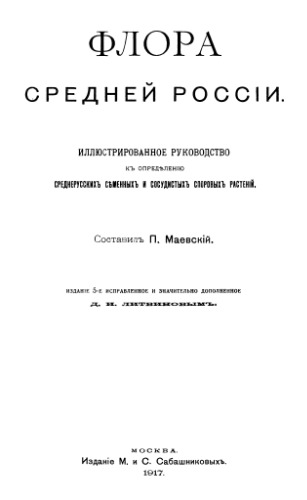 ФЛОРА
СРЕДНЕЙ РОССІИ.
ИЛЛЮСТРИРОВАННОЕ РУКОВОДСТВО
КЪ ОПРЕДѢЛЕНІЮ
СРЕДНЕРУССКИХЪ СѢМЕННЫХЪ И СОСУДИСТЫХЪ СПОРОВЫХЪ РАСТЕНІЙ.
Составилъ П. Маевскій.
ИЗДАНІЕ 5-Е ИСПРАВЛЕННОЕ И ЗНАЧИТЕЛЬНО ДОПОЛНЕННОЕ
Д. И. ЛИТВИНОВЫМЪ.
МОСКВА.
Изданіе М. и С. Сабашниковыхъ.
1917.